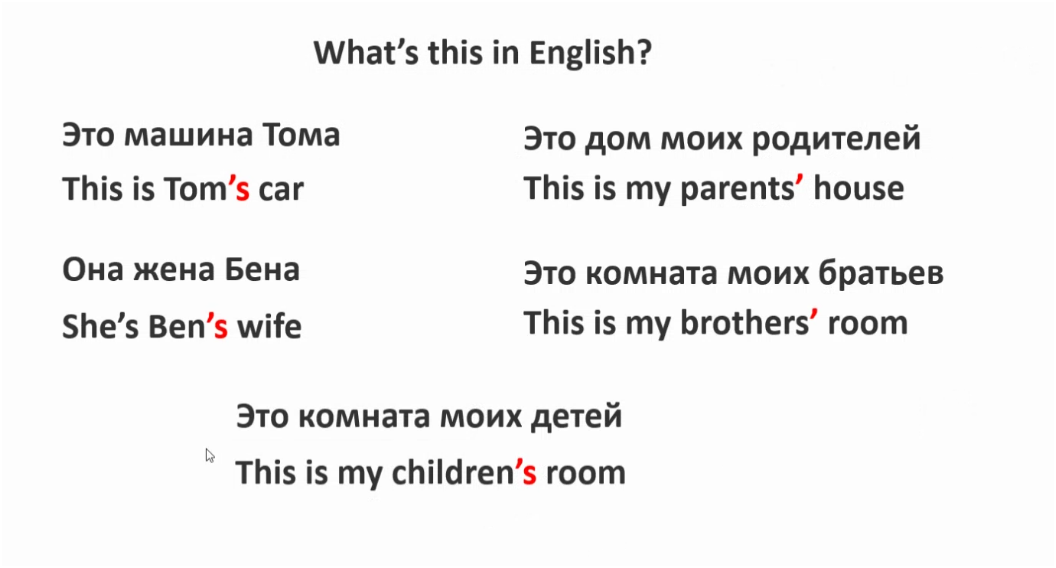 What’s this in English?
Это машина Тома
This is Tom’s car
Она жена Бена
She’s Ben’s wife
Это дом моих родителей
This is my parents’ house
Это комната моих братьев
This is my brothers’ room
Это комната моих детей
This is my children’s room